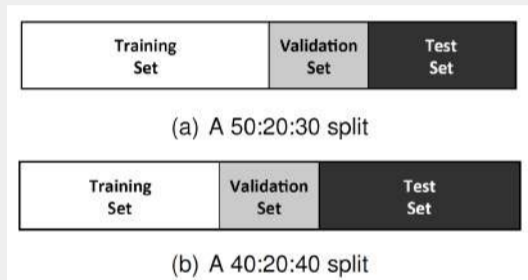 Training Validation Test
Set Set Set
(a) A 50:20:30 split
Training Validation Test
Set Set Set
(b) A 40:20:40 split